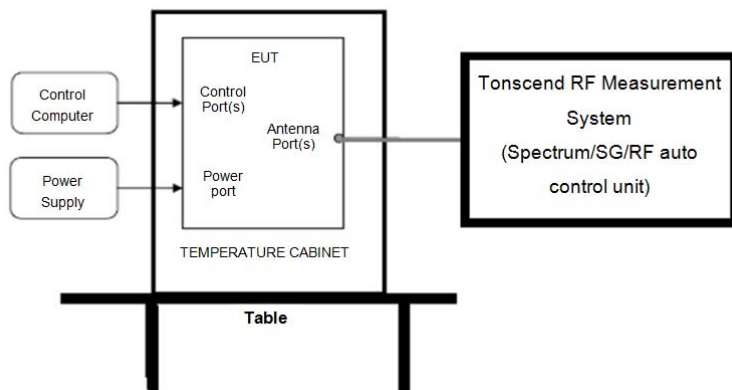 EUT
Control
Computer
Control
Port(s)
Antenna
Port(s)
Power
Supply
Power
port
TEMPERATURE CABINET
Table
Tonscend RF Measurement
System
(Spectrum/SG/RF auto
control unit)